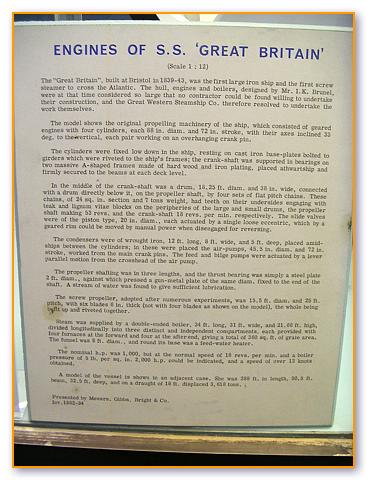 ENGINES OF S.S. 'GREAT BRITAIN'
(Scale 1 : 12)
The "Great Britain", built at Bristol in 1839-43, was the first large iron ship and the first screw
steamer to cross the Atlantic. The hull, engines and boilers, designed by Mr. I.K. Brunel,
were at that time considered so large that no contractor could be found willing to undertake
their construction, and the Great Western Steamship Co. therefore resolved to undertake the
work themselves.
The model shows the original propelling machinery of the ship, which consisted of geared
engines with four cylinders, each 88 in. diam. and 72 in. stroke, with their axes inclined 33
deg. to the vertical, each pair working on an overhanging crank pin.
The cylinders were fixed low down in the ship, resting on cast iron base-plates bolted to
girders which were riveted to the ship's frames; the crank-shaft was supported in bearings on
two massive A-shaped frames made of hard wood and iron plating, placed athwartship and
firmly secured to the beams at each deck level.
In the middle of the crank-shaft was a drum, 18.25 ft. diam. and 38 in. wide, connected
with a drum directly below it, on the propeller shaft, by four sets of flat pitch chains. These
chains, of 24 sq. in. section and 7 tons weight, had teeth on their undersides engaging with
teak and lignum vitae blocks on the peripheries of the large and small drums, the propeller
shaft making 53 revs. and the crank-shaft 18 revs. per min. respectively. The slide valves
were of the piston type, 20 in. diam., each actuated by a single loose eccentric, which by a
geared rim could be moved by manual power when disengaged for reversing.
The condensers were of wrought iron, 12 ft. long, 8 ft. wide, and 5 ft. deep, placed amid-
ships between the cylinders; in these were placed the air-pumps, 45.5 in. diam. and 72 in.
stroke, worked from the main crank pins. The feed and bilge pumps were actuated by a lever
parallel motion from the crosshead of the air pump.
The propeller shafting was in three lengths, and the thrust bearing was simply a steel plate
2 ft. diam., against which pressed a gun-metal plate of the same diam. fixed to the end of the
shaft. A stream of water was found to give sufficient lubrication.
The screw propeller, adopted after numerous experiments, was 15.5 ft. diam. and 25 ft.
pitch, with six blades 6 in. thick (not with four blades as shown on the model), the whole being
built up and riveted together.
Steam was supplied by a double-ended boiler, 34 ft. long, 31 ft. wide, and 21.66 ft. high,
divided longitudinally into three distinct and independent compartments, each provided with
four furnaces at the forward and four at the after end, giving a total of 360 sq. ft. of grate area.
The funnel was 8 ft. diam., and round its base was a feed-water heater.
The nominal h.p. was 1,000, but at the normal speed of 18 revs. per min. and a boiler
pressure of 5 lb. per sq. in. 2,000 h.p. could be indicated, and a speed of over 12 knots
obtained.
A model of the vessel is shown in an adjacent case. She was 289 ft. in length, 50.5 ft.
beam, 32.5 ft. deep, and on a draught of 18 ft. displaced 3,618 tons.
Presented by Messrs. Gibbs, Bright & Co.
Inv. 1882-34